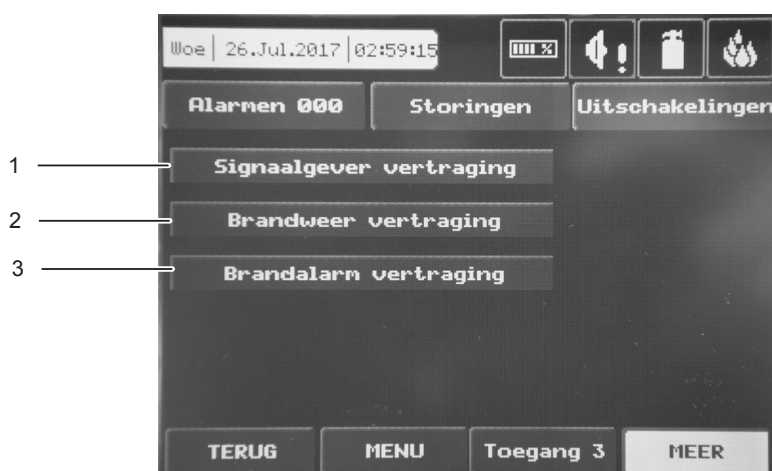 Woe 26.Jul.2017 02:59:15 %
Alarmen 000 Storingen Uitschakelingen
1 Signaalgever vertraging
2 Brandweer vertraging
3 Brandalarm vertraging
TERUG MENU Toegang 3 MEER